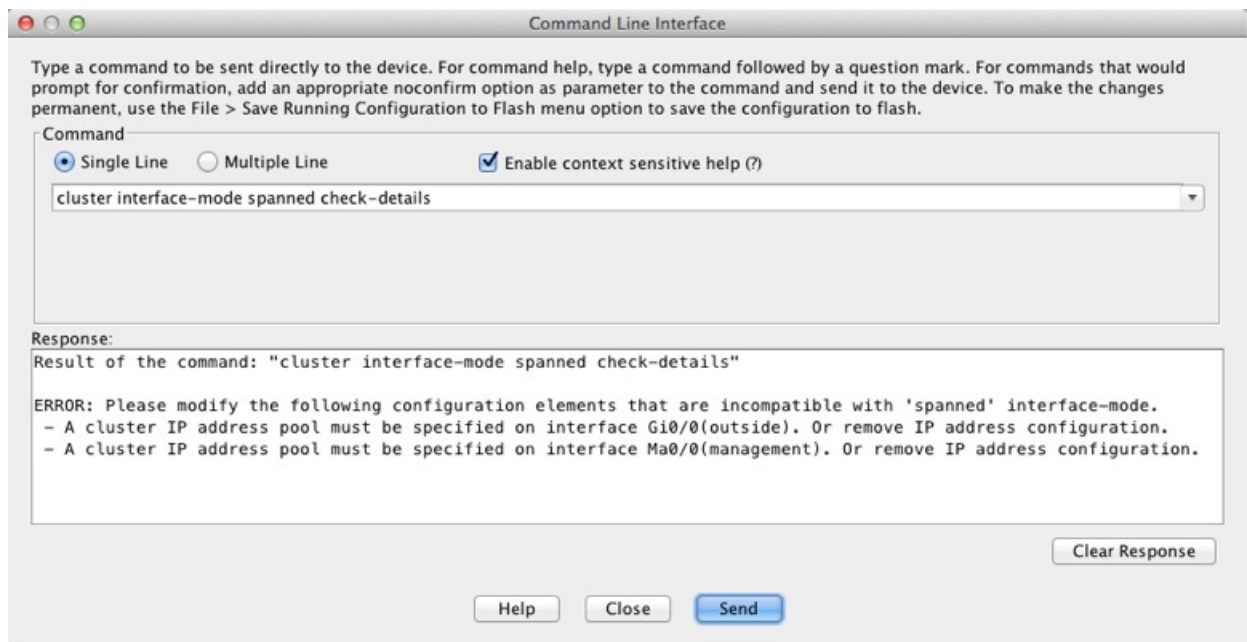 Command Line Interface
Type a command to be sent directly to the device. For command help, type a command followed by a question mark. For commands that would
prompt for confirmation, add an appropriate noconfirm option as parameter to the command and send it to the device. To make the changes
permanent, use the File > Save Running Configuration to Flash menu option to save the configuration to flash.
Command
Single Line Multiple Line Enable context sensitive help (?)
cluster interface-mode spanned check-details
Response:
Result of the command: "cluster interface-mode spanned check-details"
ERROR: Please modify the following configuration elements that are incompatible with 'spanned' interface-mode.
- A cluster IP address pool must be specified on interface Gi0/0(outside). Or remove IP address configuration.
- A cluster IP address pool must be specified on interface Ma0/0(management). Or remove IP address configuration.
Clear Response
Help Close Send